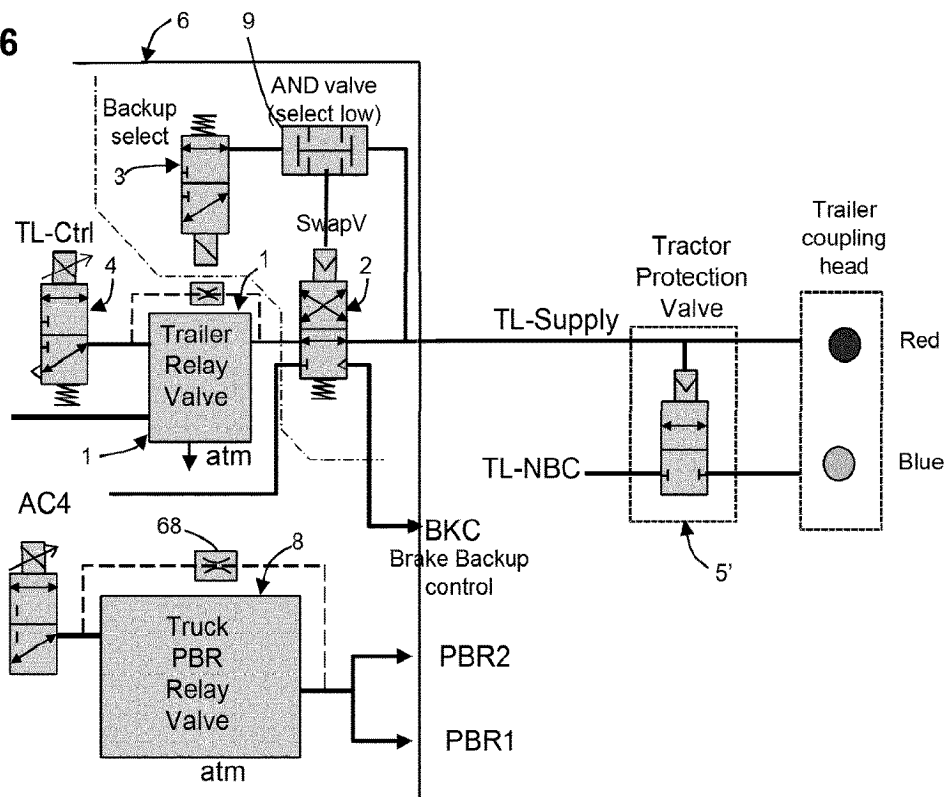 6
6
9
AND valve
(select low)
Backup
select
3
SwapV
TL-Ctrl
4
1
2
Trailer
Relay
Valve
1
atm
TL-Supply
Tractor
Protection
Valve
Trailer
coupling
head
Red
Blue
TL-NBC
5'
AC4
BKC
Brake Backup
control
68
8
Truck
PBR
Relay
Valve
atm
PBR2
PBR1